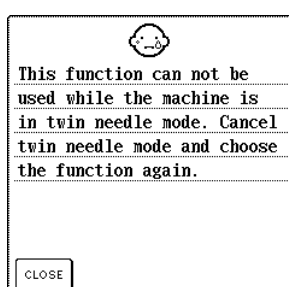 This function can not be
used while the machine is
in twin needle mode. Cancel
twin needle mode and choose
the function again.
CLOSE